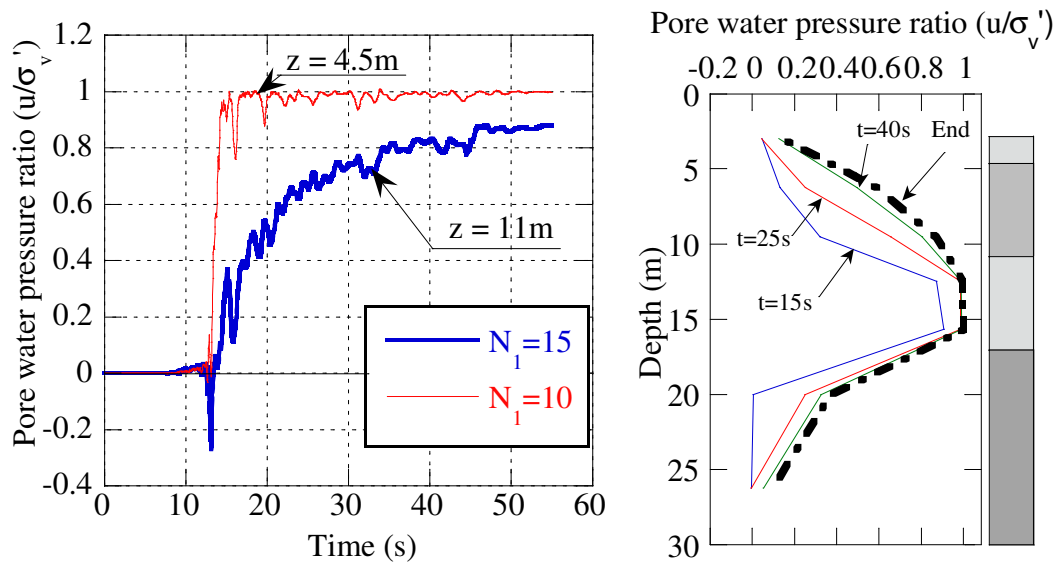 Pore water pressure ratio (u/σv')
1.2
1
0.8
0.6
0.4
0.2
0
-0.2
-0.4
0 10 20 30 40 50 60
Time (s)
z = 4.5m
z = 11m
N1=15
N1=10
Pore water pressure ratio (u/σv')
-0.2 0 0.20.40.60.8 1
0
5
10
15
20
25
30
Depth (m)
t=40s
End
t=25s
t=15s